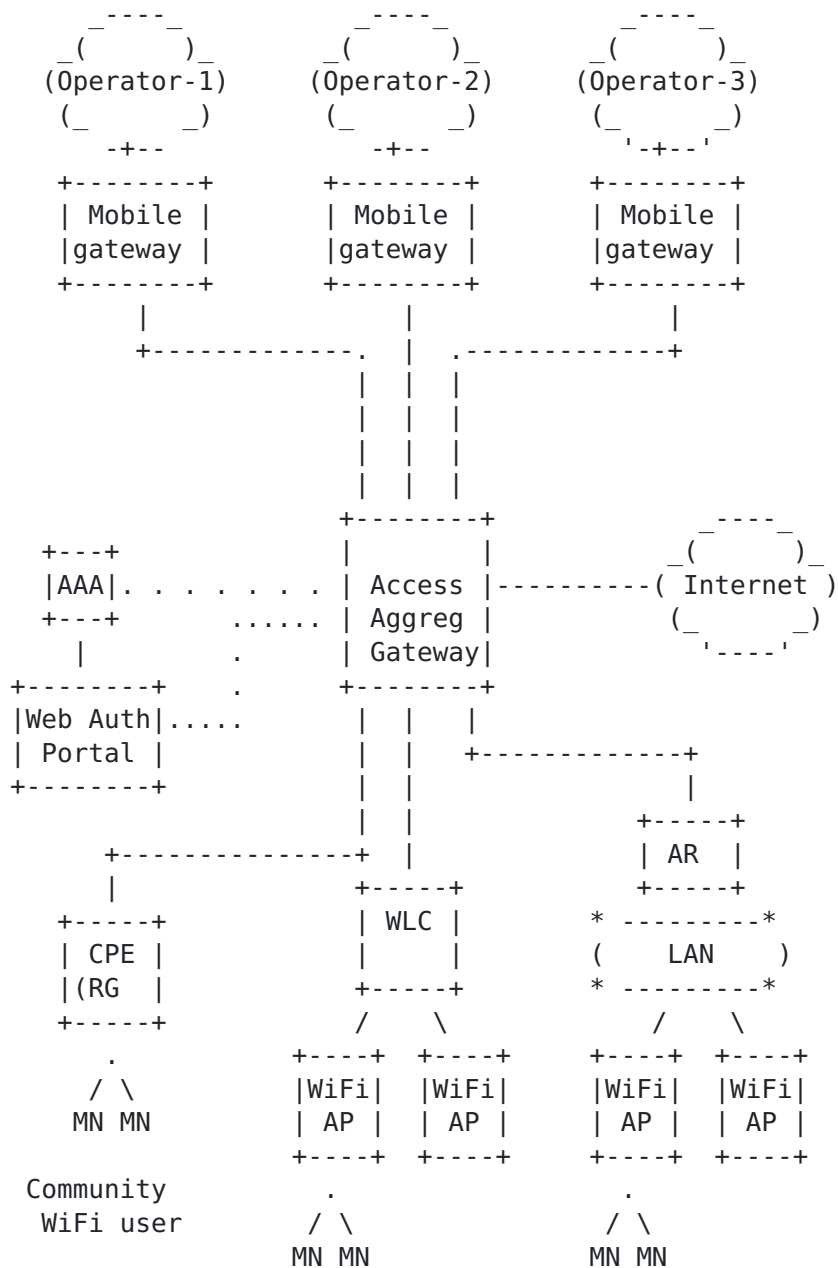 (Operator-1) (Operator-2) (Operator-3)
| Mobile | | Mobile | | Mobile |
|gateway | |gateway | |gateway |
|AAA|. . . . . . . | Access |----------( Internet )
...... | Aggreg |
| Gateway|
|Web Auth|.....
| Portal |
| AR |
| WLC |
| CPE | ( LAN )
|(RG |
|WiFi| |WiFi| |WiFi| |WiFi|
MN MN | AP | | AP | | AP | | AP |
Community
WiFi user
MN MN MN MN